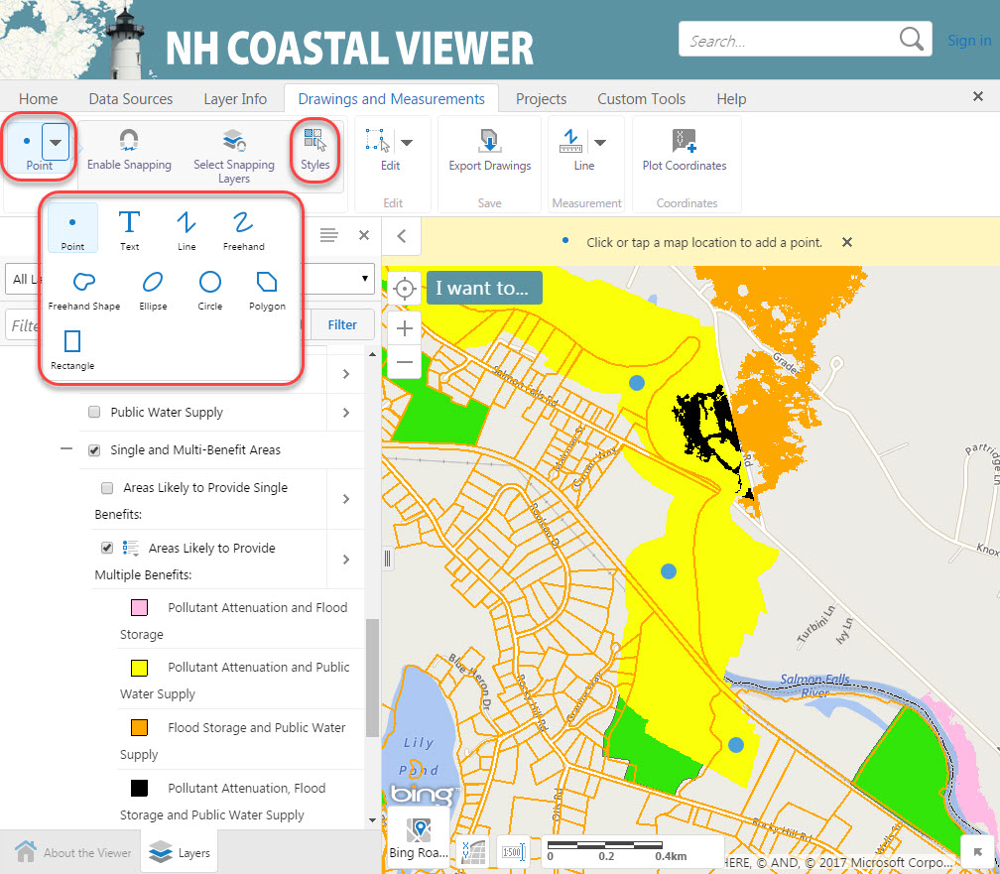 NH COASTAL VIEWER
Search...
Sign in
Home
Data Sources
Layer Info
Drawings and Measurements
Projects
Custom Tools
Help
Point
Enable Snapping
Select Snapping
Layers
Styles
Edit
Export Drawings
Line
Plot Coordinates
Edit
Save
Measurement
Coordinates
Point
Text
Line
Freehand
Freehand Shape
Ellipse
Circle
Polygon
Rectangle
Click or tap a map location to add a point.
I want to...
Filter
Public Water Supply
Single and Multi-Benefit Areas
Areas Likely to Provide Single
Benefits:
Areas Likely to Provide
Multiple Benefits:
Pollutant Attenuation and Flood
Storage
Pollutant Attenuation and Public
Water Supply
Flood Storage and Public Water
Supply
Pollutant Attenuation, Flood
Storage and Public Water Supply
About the Viewer
Layers
Salmon Falls Rd
Rd
Knox
Turbini Ln
Ivy Ln
Salmon Falls
River
Rocky Hill Rd
Lily
Pond
bing
Rocky Hill Rd
Bing Roa...
1:500
0
0.2
0.4km
HERE, © AND, © 2017 Microsoft Corpo...